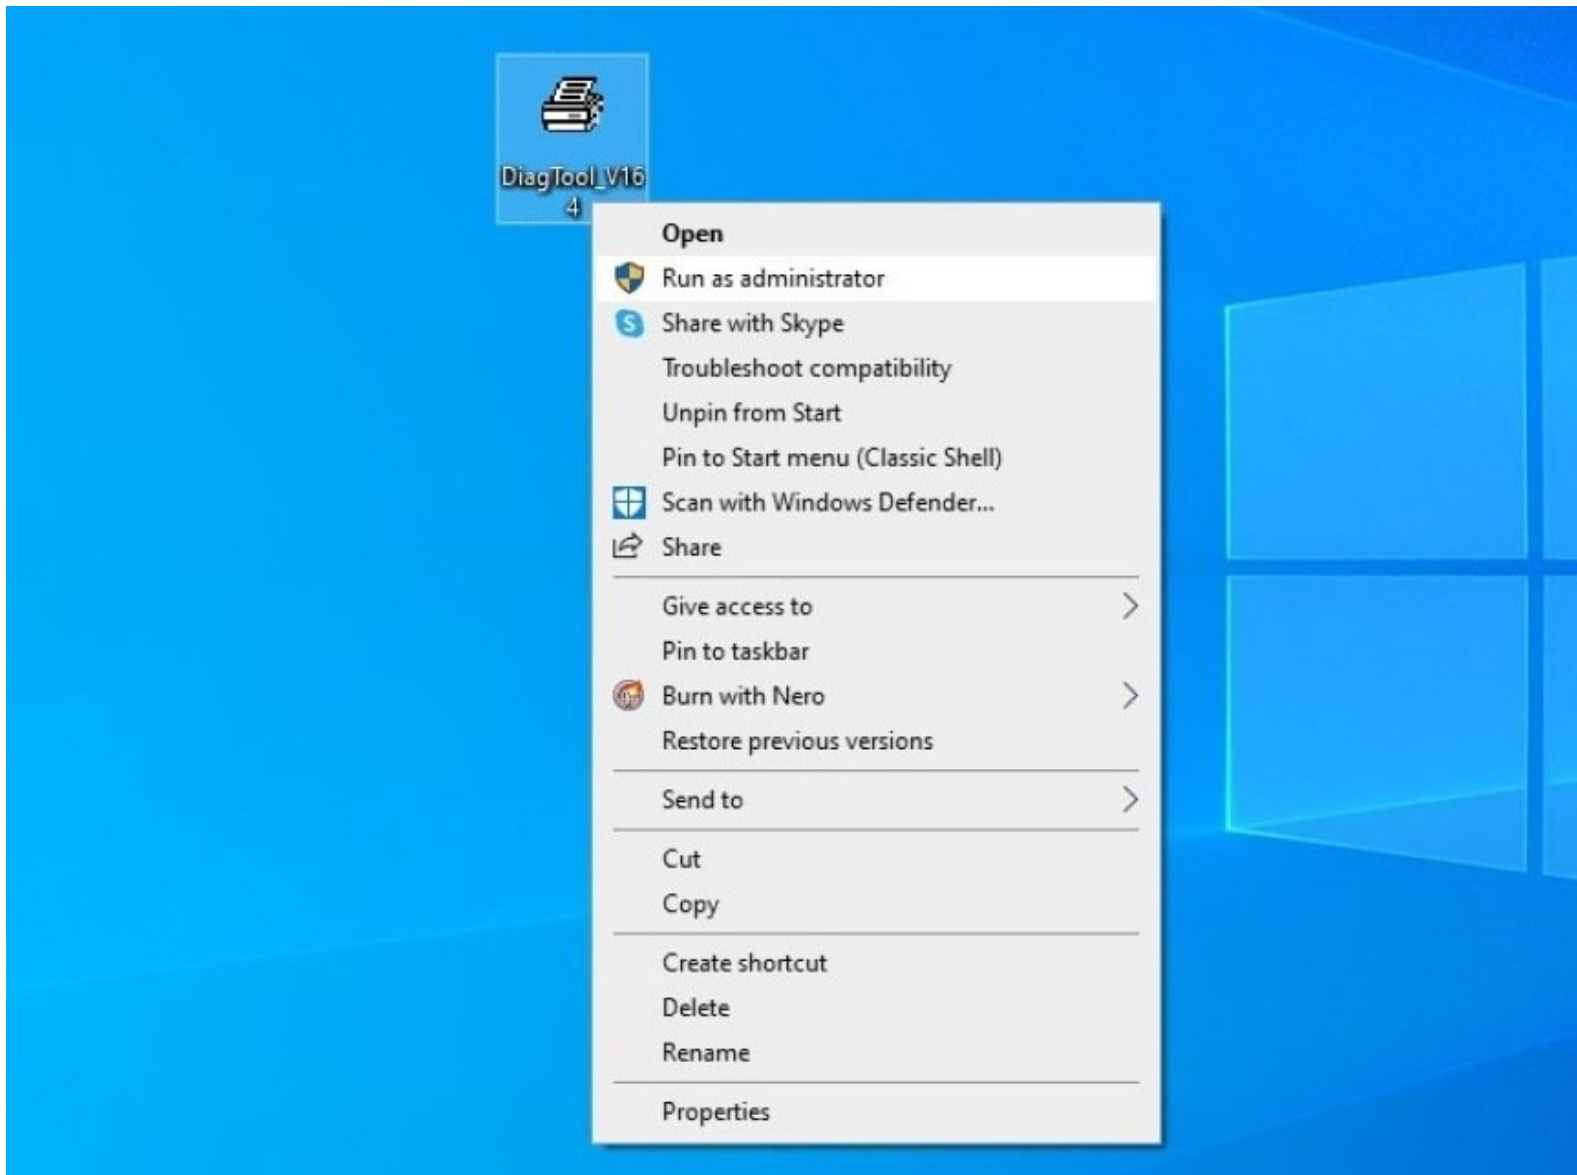 DiagTool_V16
4
Open
Run as administrator
Share with Skype
Troubleshoot compatibility
Unpin from Start
Pin to Start menu (Classic Shell)
Scan with Windows Defender...
Share
Give access to
Pin to taskbar
Burn with Nero
Restore previous versions
Send to
Cut
Copy
Create shortcut
Delete
Rename
Properties